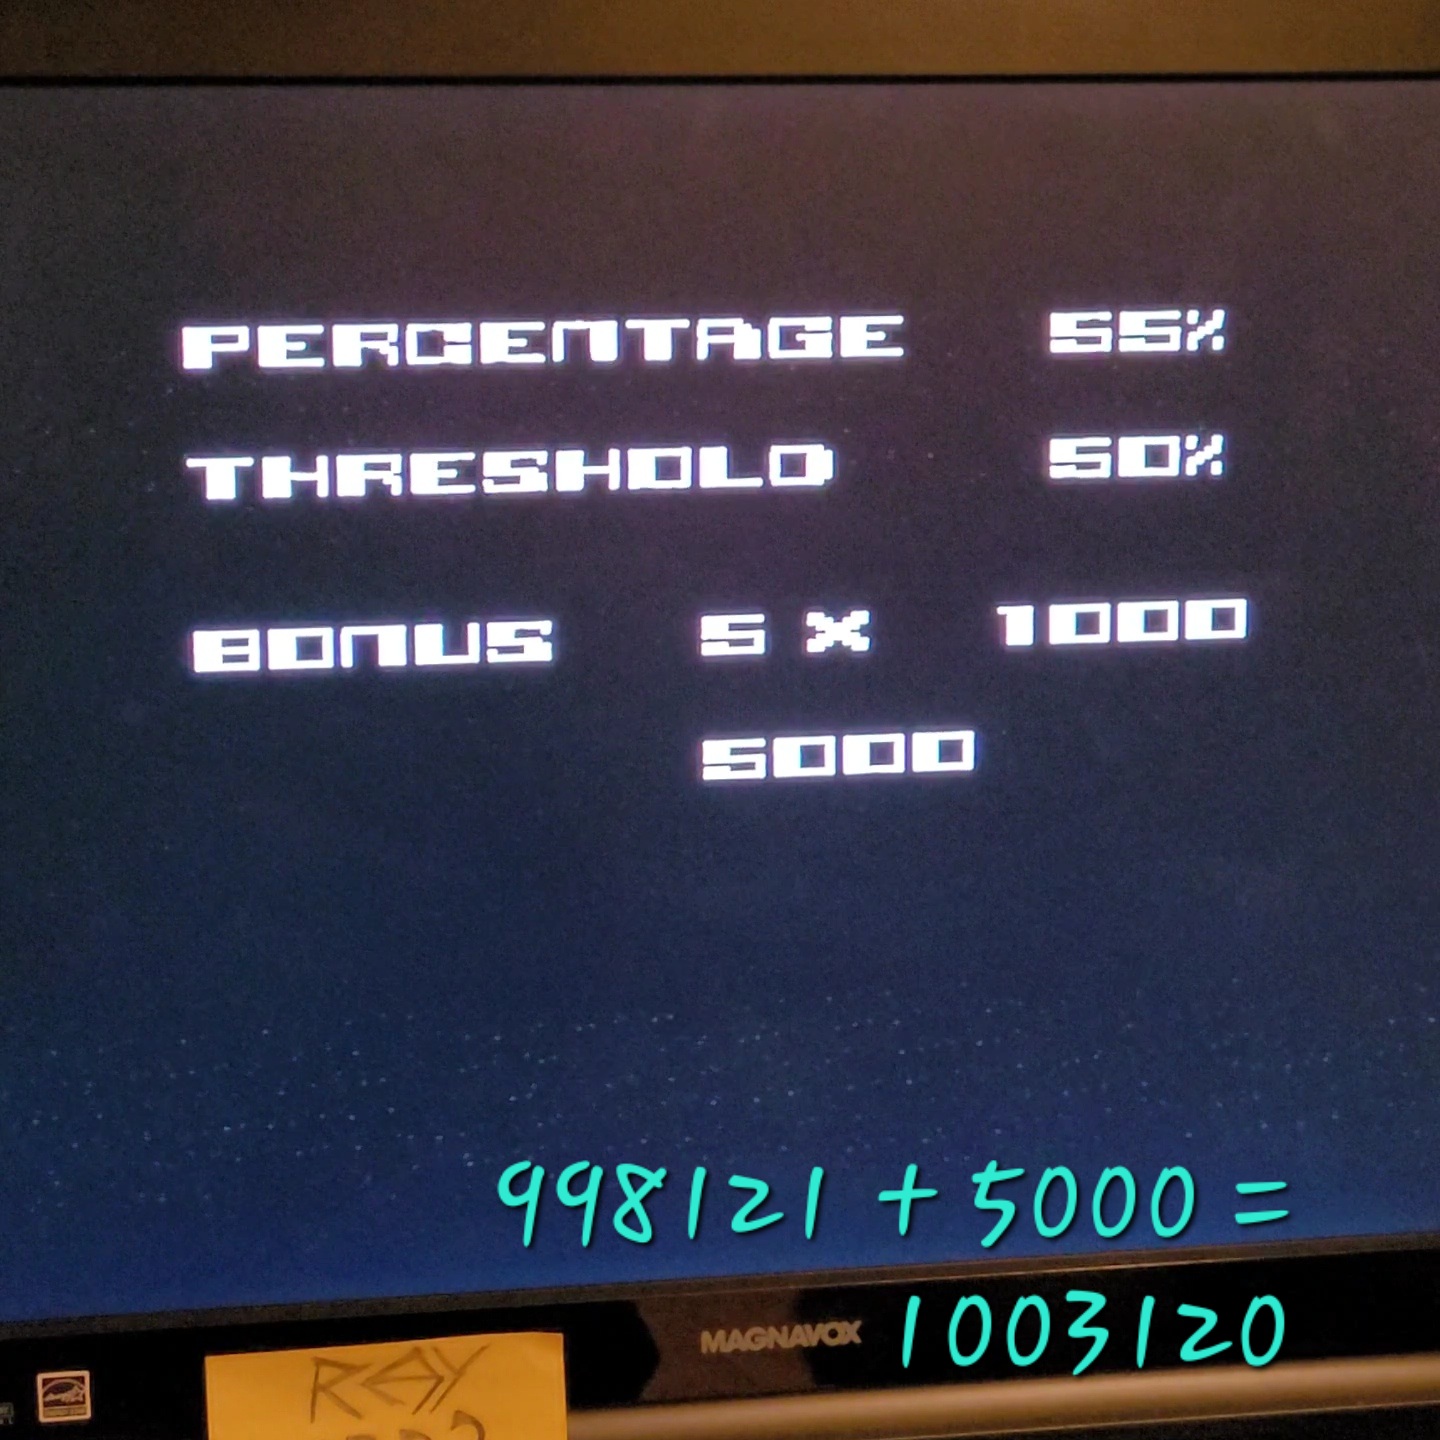 PERCENTAGE 55%
THRESHOLD 50%
BONUS 5 X 1000
5000
998121 + 5000 =
1003120
MAGNAVOX
RAY